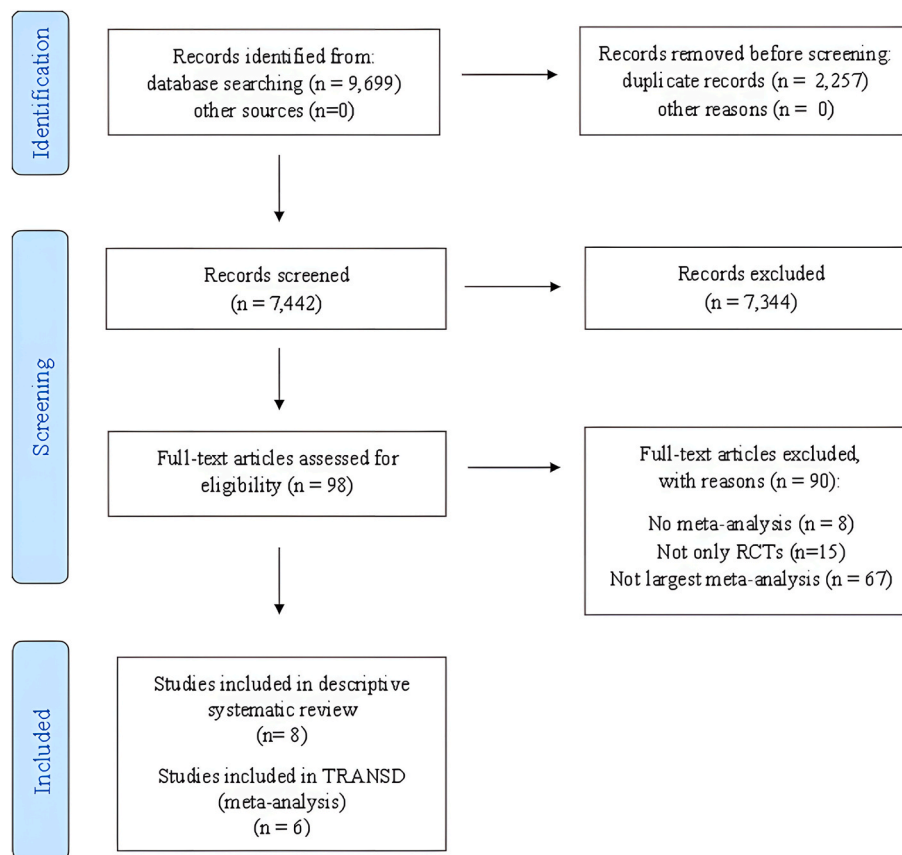 Identification
Records identified from:
database searching (n = 9,699)
other sources (n=0)
Records removed before screening:
duplicate records (n = 2,257)
other reasons (n = 0)
Screening
Records screened
(n = 7,442)
Records excluded
(n = 7,344)
Full-text articles assessed for
eligibility (n = 98)
Full-text articles excluded,
with reasons (n = 90):
No meta-analysis (n = 8)
Not only RCTs (n=15)
Not largest meta-analysis (n = 67)
Included
Studies included in descriptive
systematic review
(n= 8)
Studies included in TRANSD
(meta-analysis)
(n = 6)